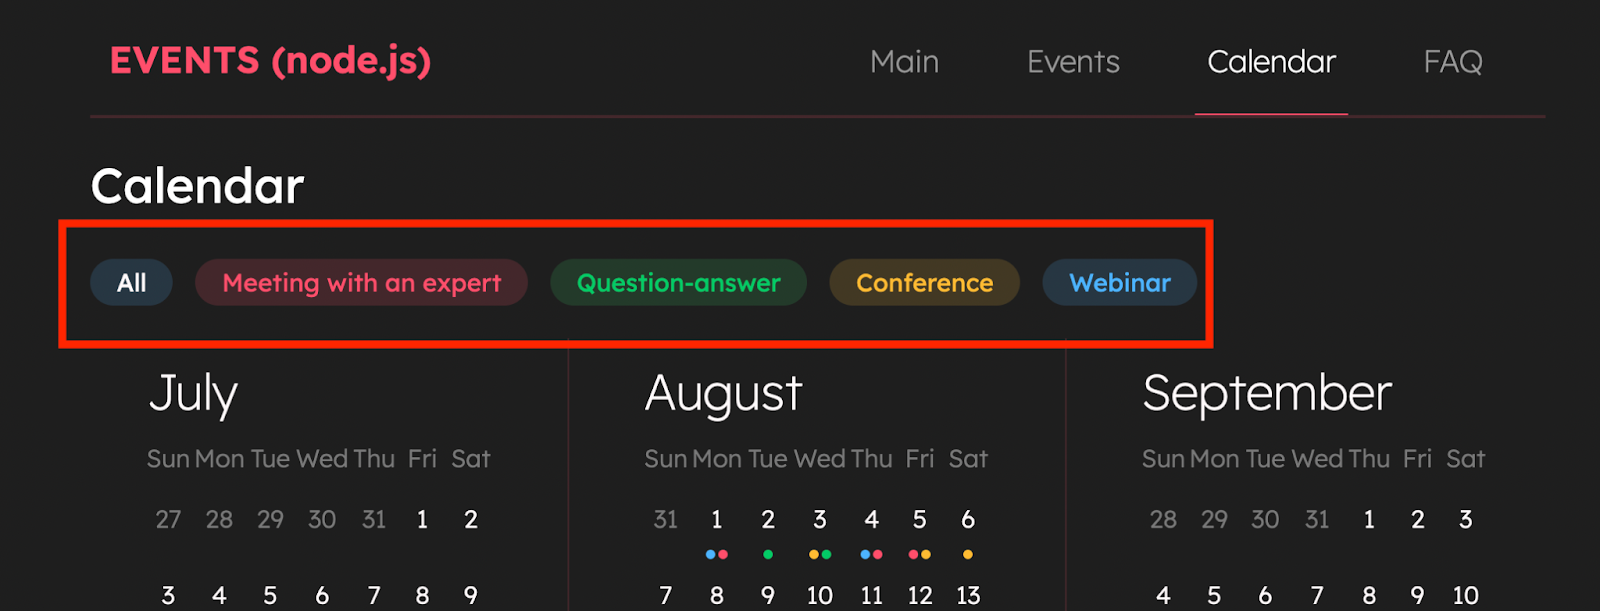 EVENTS (node.js) Main Events Calendar FAQ
Calendar
All Meeting with an expert Question-answer Conference Webinar
July August September
Sun Mon Tue Wed Thu Fri Sat Sun Mon Tue Wed Thu Fri Sat Sun Mon Tue Wed Thu Fri Sat
27 28 29 30 31 1 2 31 1 2 3 4 5 6 28 29 30 31 1 2 3
3 4 5 6 7 8 9 7 8 9 10 11 12 13 4 5 6 7 8 9 10